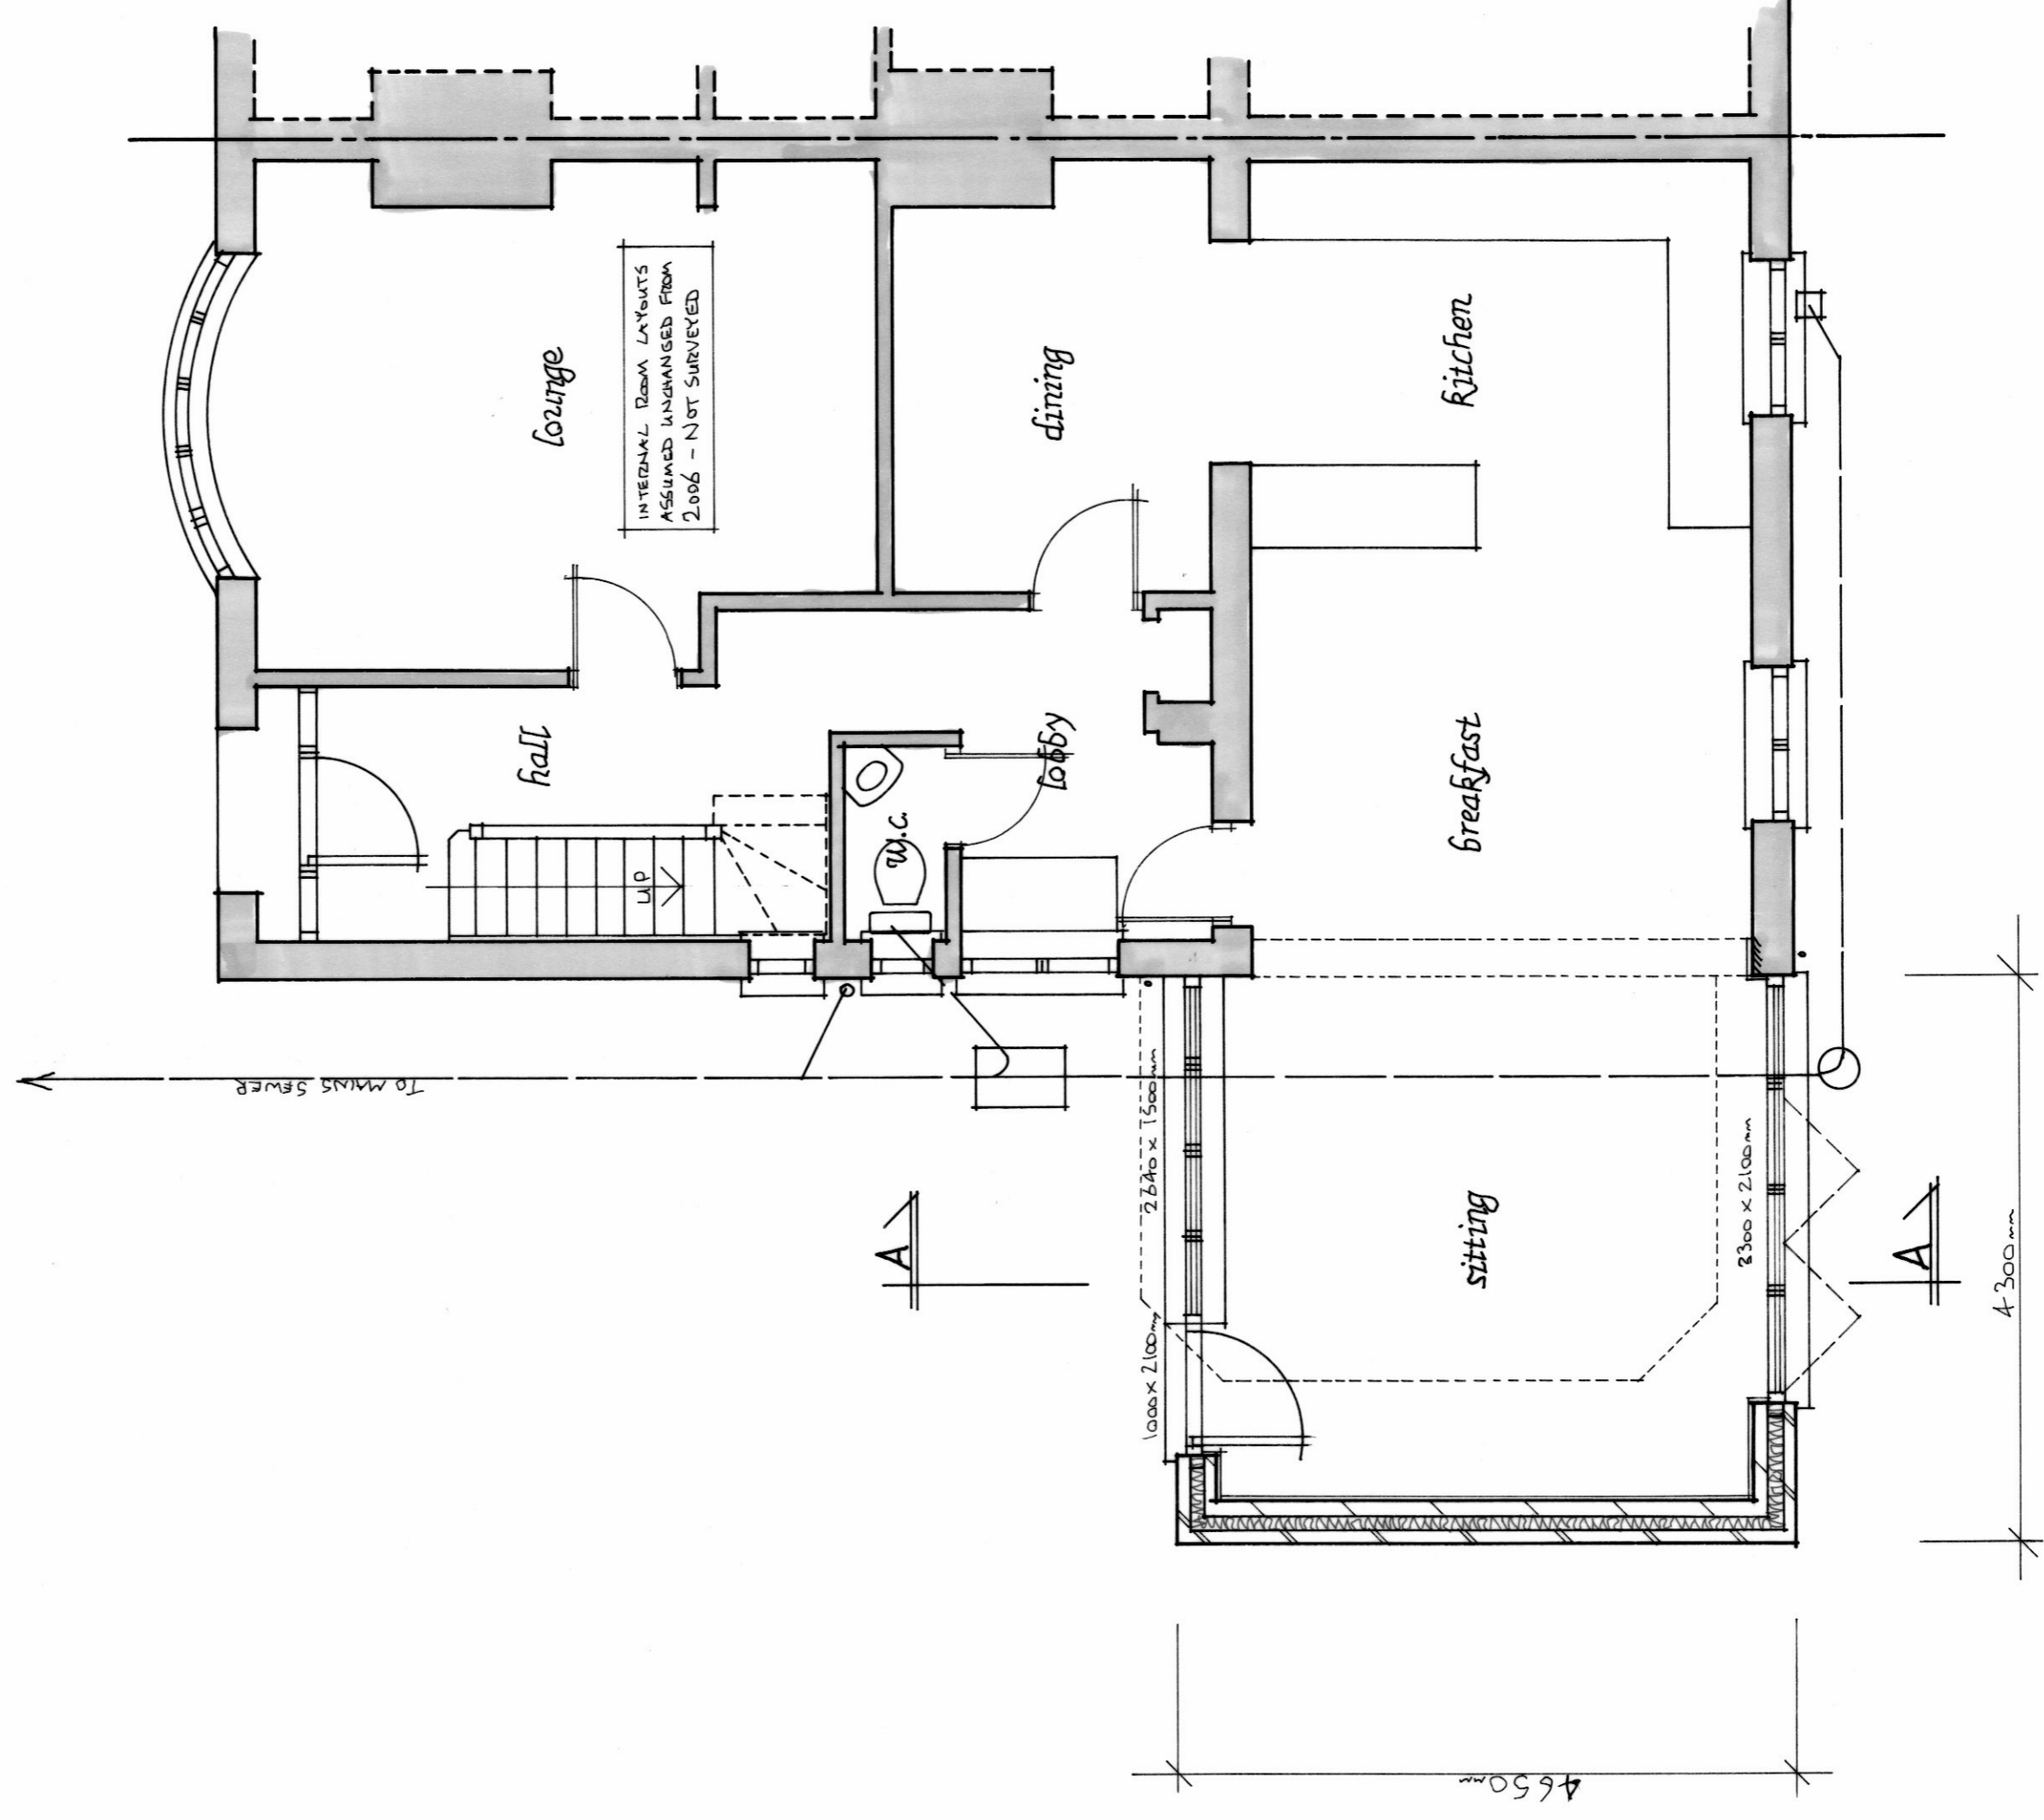 lounge
INTERNAL ROOM LAYOUTS
ASSUMED UNCHANGED FROM
2006 - NOT SURVEYED
dining
kitchen
hall
UP
w.c.
lobby
breakfast
TO MAINS SEWER
2640 x 1500mm
1000 x 2100mm
sitting
3300 x 2100mm
A
A
4300mm
4650mm